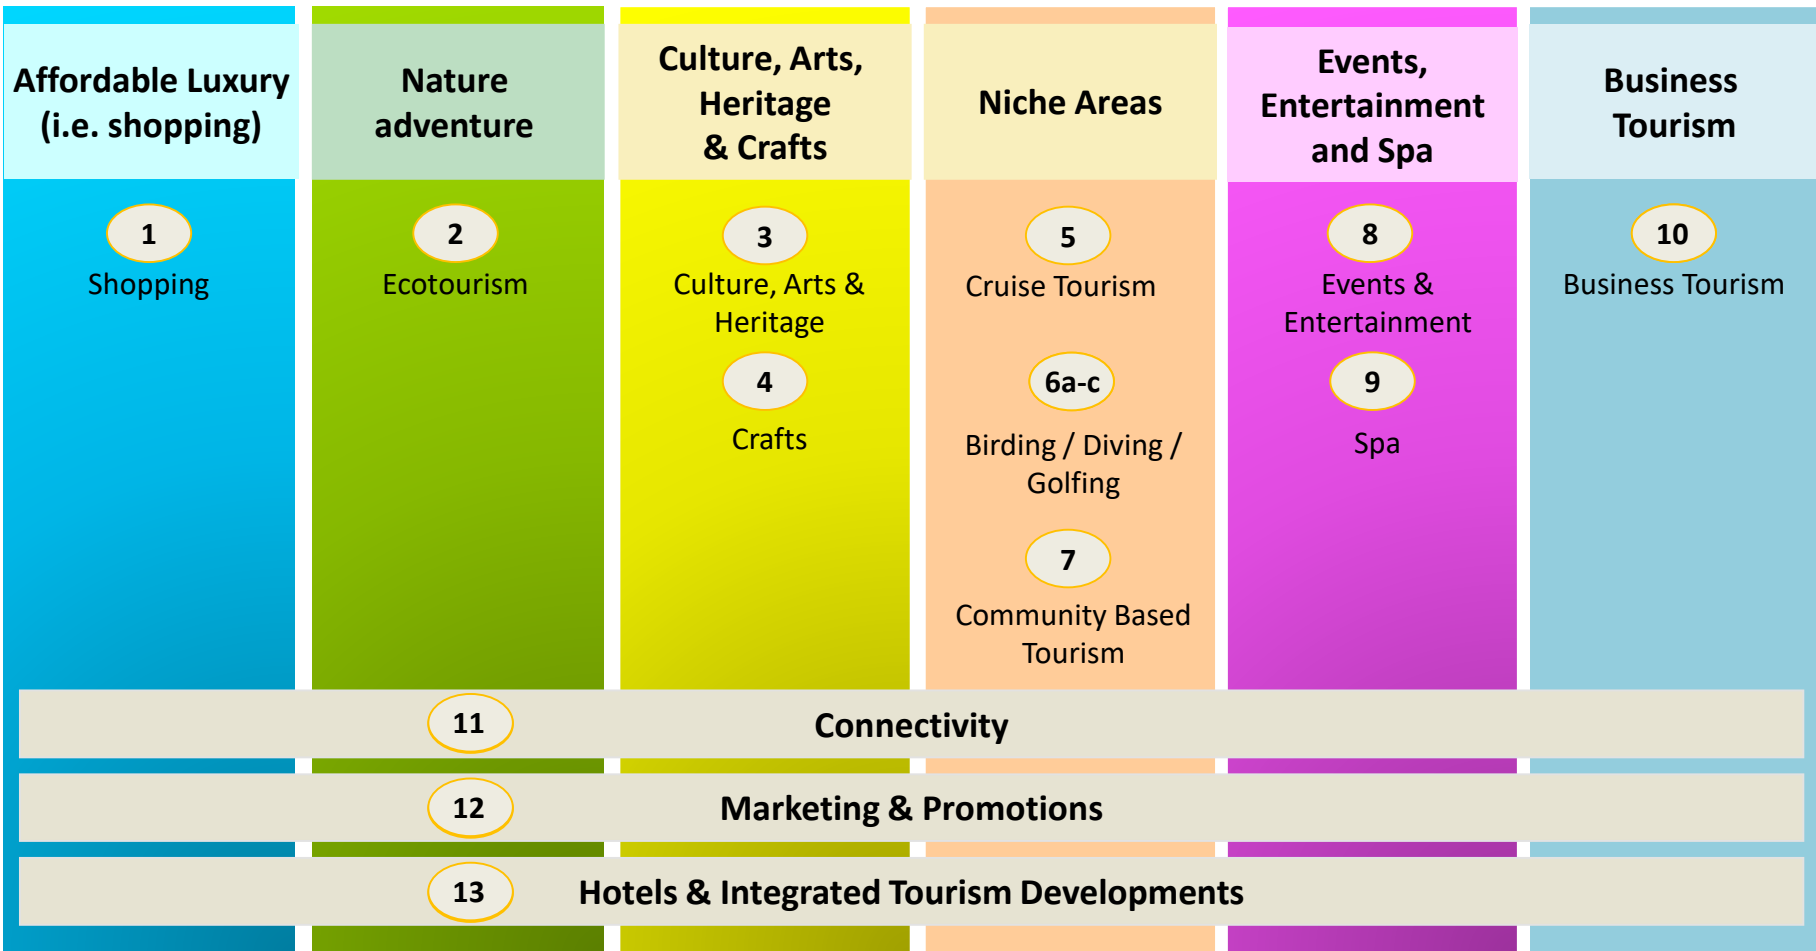 Affordable Luxury
(i.e. shopping)
Nature
adventure
Culture, Arts,
Heritage
& Crafts
Niche Areas
Events,
Entertainment
and Spa
Business
Tourism
1
Shopping
2
Ecotourism
3
Culture, Arts &
Heritage
4
Crafts
5
Cruise Tourism
6a-c
Birding / Diving /
Golfing
7
Community Based
Tourism
8
Events &
Entertainment
9
Spa
10
Business Tourism
11 Connectivity
12 Marketing & Promotions
13 Hotels & Integrated Tourism Developments